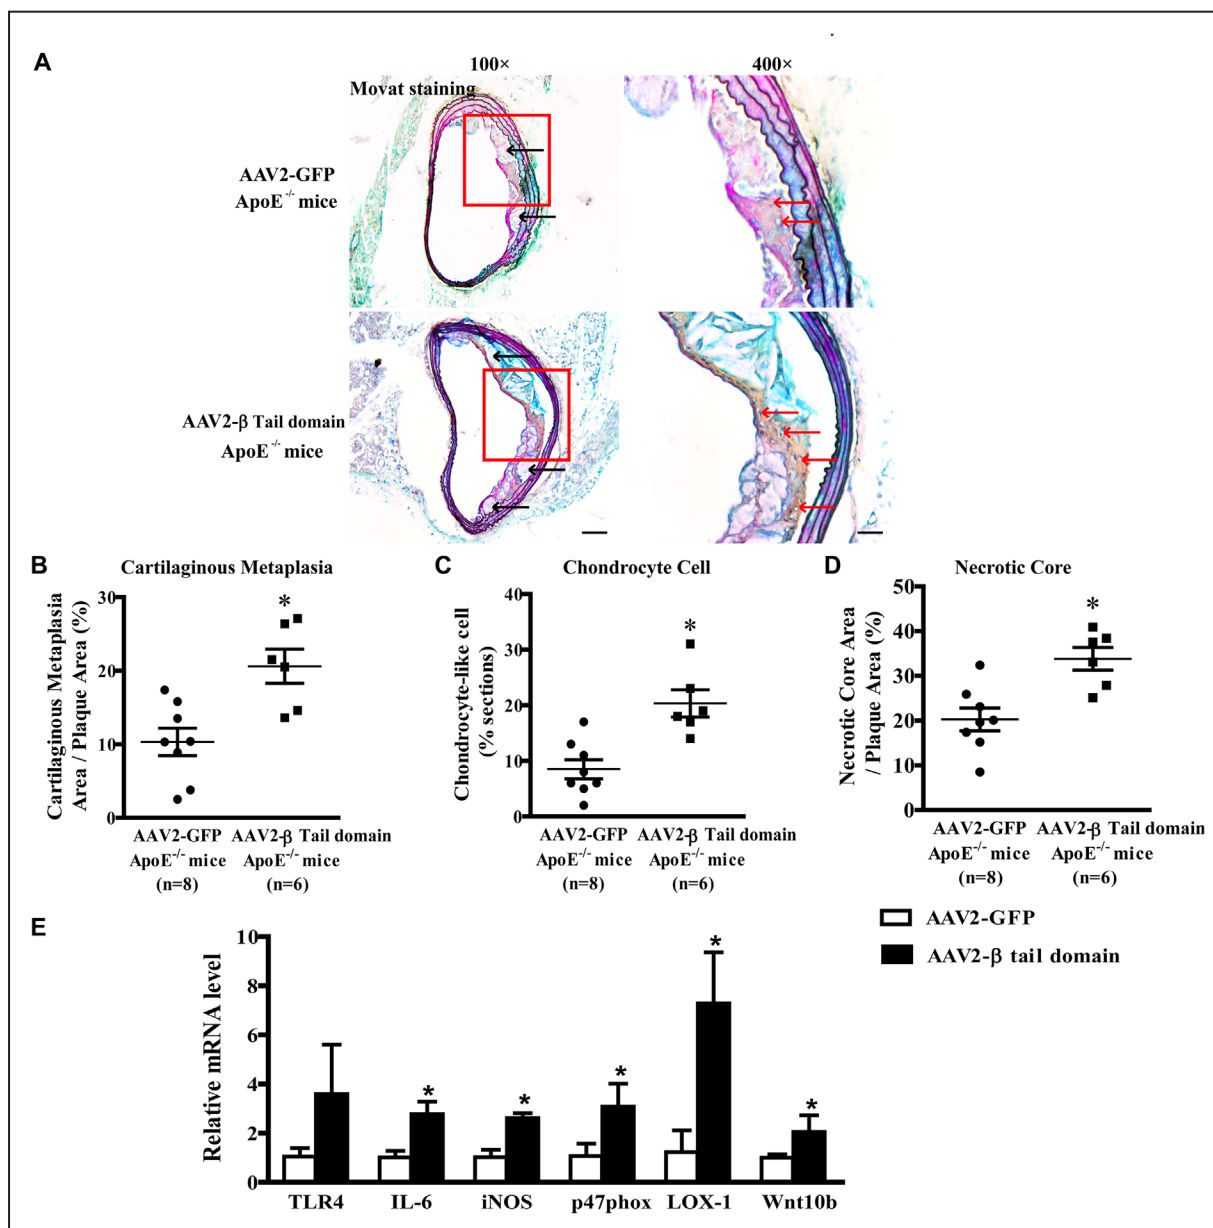 A
100×
400×
Movat staining
AAV2-GFP
ApoE-/- mice
AAV2-β Tail domain
ApoE-/- mice
B
Cartilaginous Metaplasia
Cartilaginous Metaplasia
Area / Plaque Area (%)
30
20
10
0
AAV2-GFP
ApoE-/- mice
(n=8)
*
AAV2-β Tail domain
ApoE-/- mice
(n=6)
C
Chondrocyte Cell
Chondrocyte-like cell
(% sections)
40
30
20
10
0
AAV2-GFP
ApoE-/- mice
(n=8)
*
AAV2-β Tail domain
ApoE-/- mice
(n=6)
D
Necrotic Core
Necrotic Core Area
/ Plaque Area (%)
50
40
30
20
10
0
AAV2-GFP
ApoE-/- mice
(n=8)
*
AAV2-β Tail domain
ApoE-/- mice
(n=6)
E
AAV2-GFP
AAV2-β tail domain
Relative mRNA level
10
8
6
4
2
0
* * * * *
TLR4 IL-6 iNOS p47phox LOX-1 Wnt10b